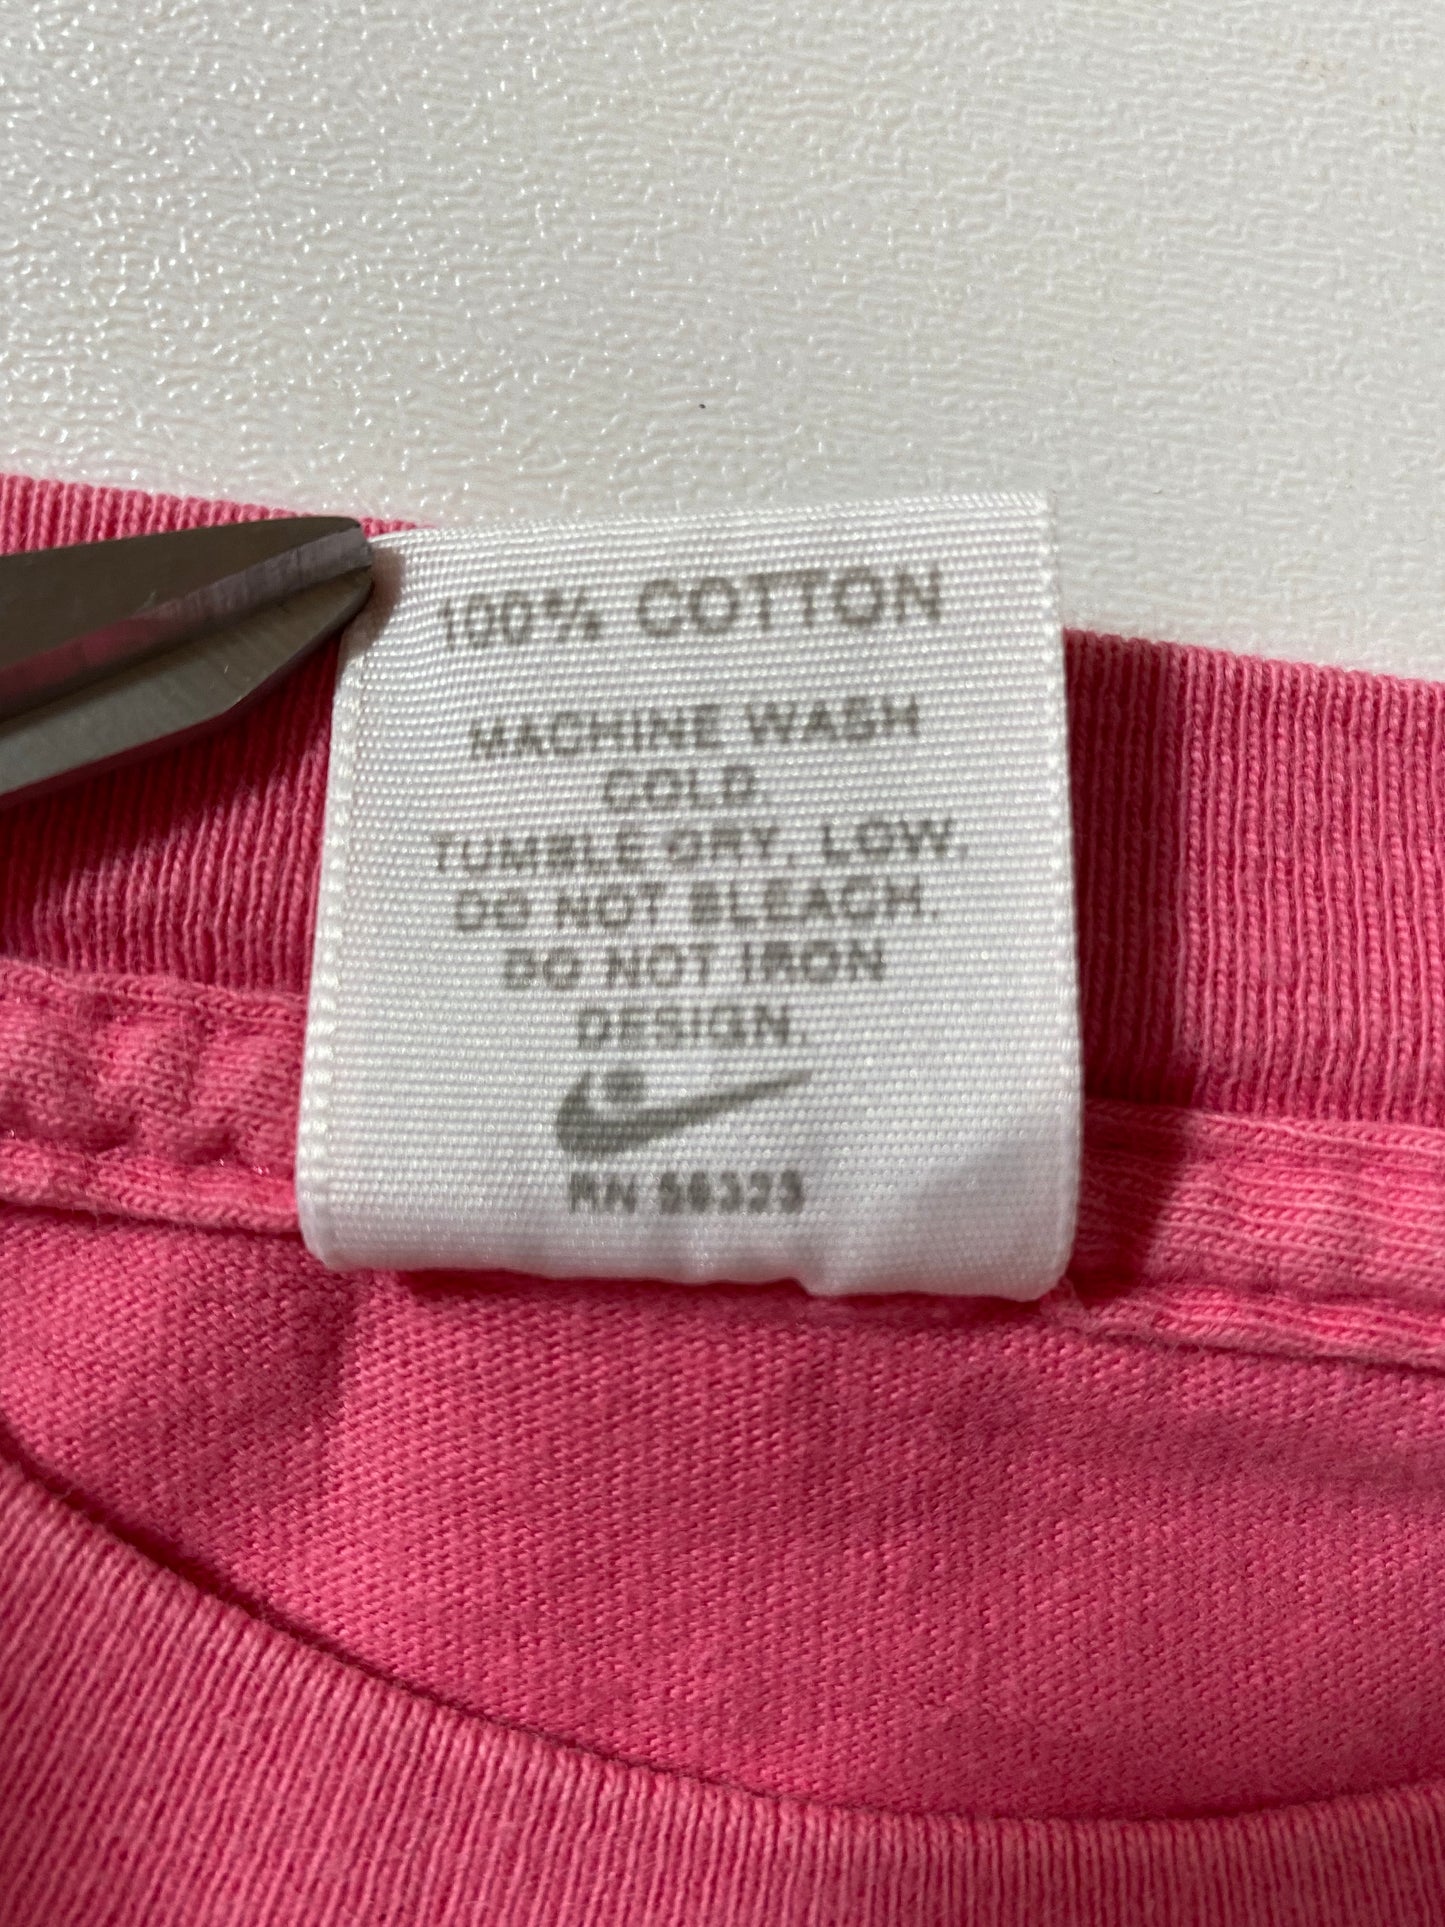 100% COTTON
MACHINE WASH
COLD.
TUMBLE DRY, LOW.
DO NOT BLEACH.
DO NOT IRON
DESIGN.
RN 56323